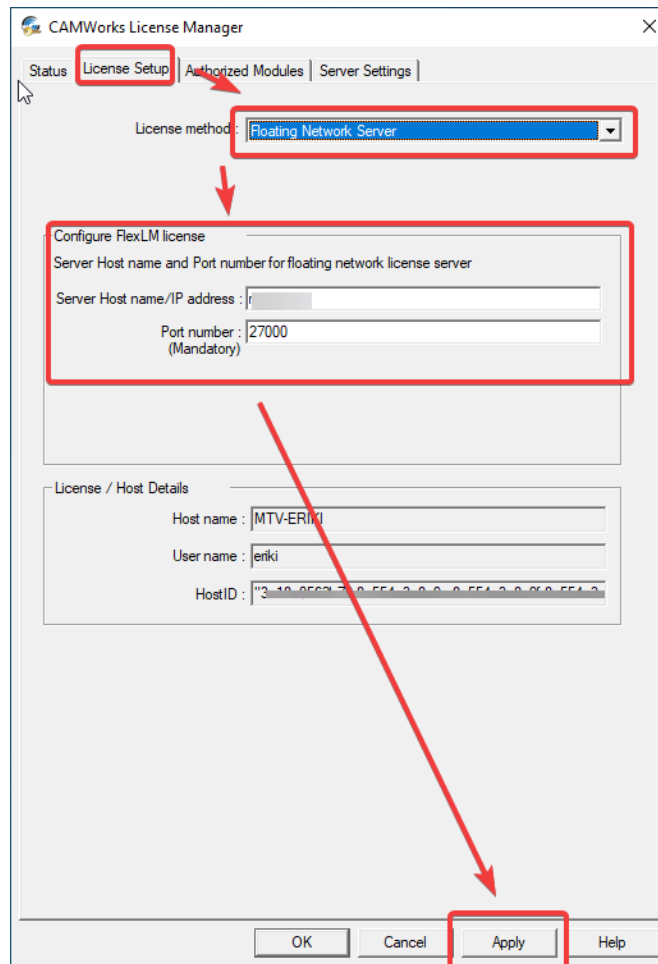 CAMWorks License Manager
Status License Setup Authorized Modules Server Settings
License method : Floating Network Server
Configure FlexLM license
Server Host name and Port number for floating network license server
Server Host name/IP address :
Port number : 27000
(Mandatory)
License / Host Details
Host name : MTV-ERIKI
User name : eriki
HostID :
OK Cancel Apply Help